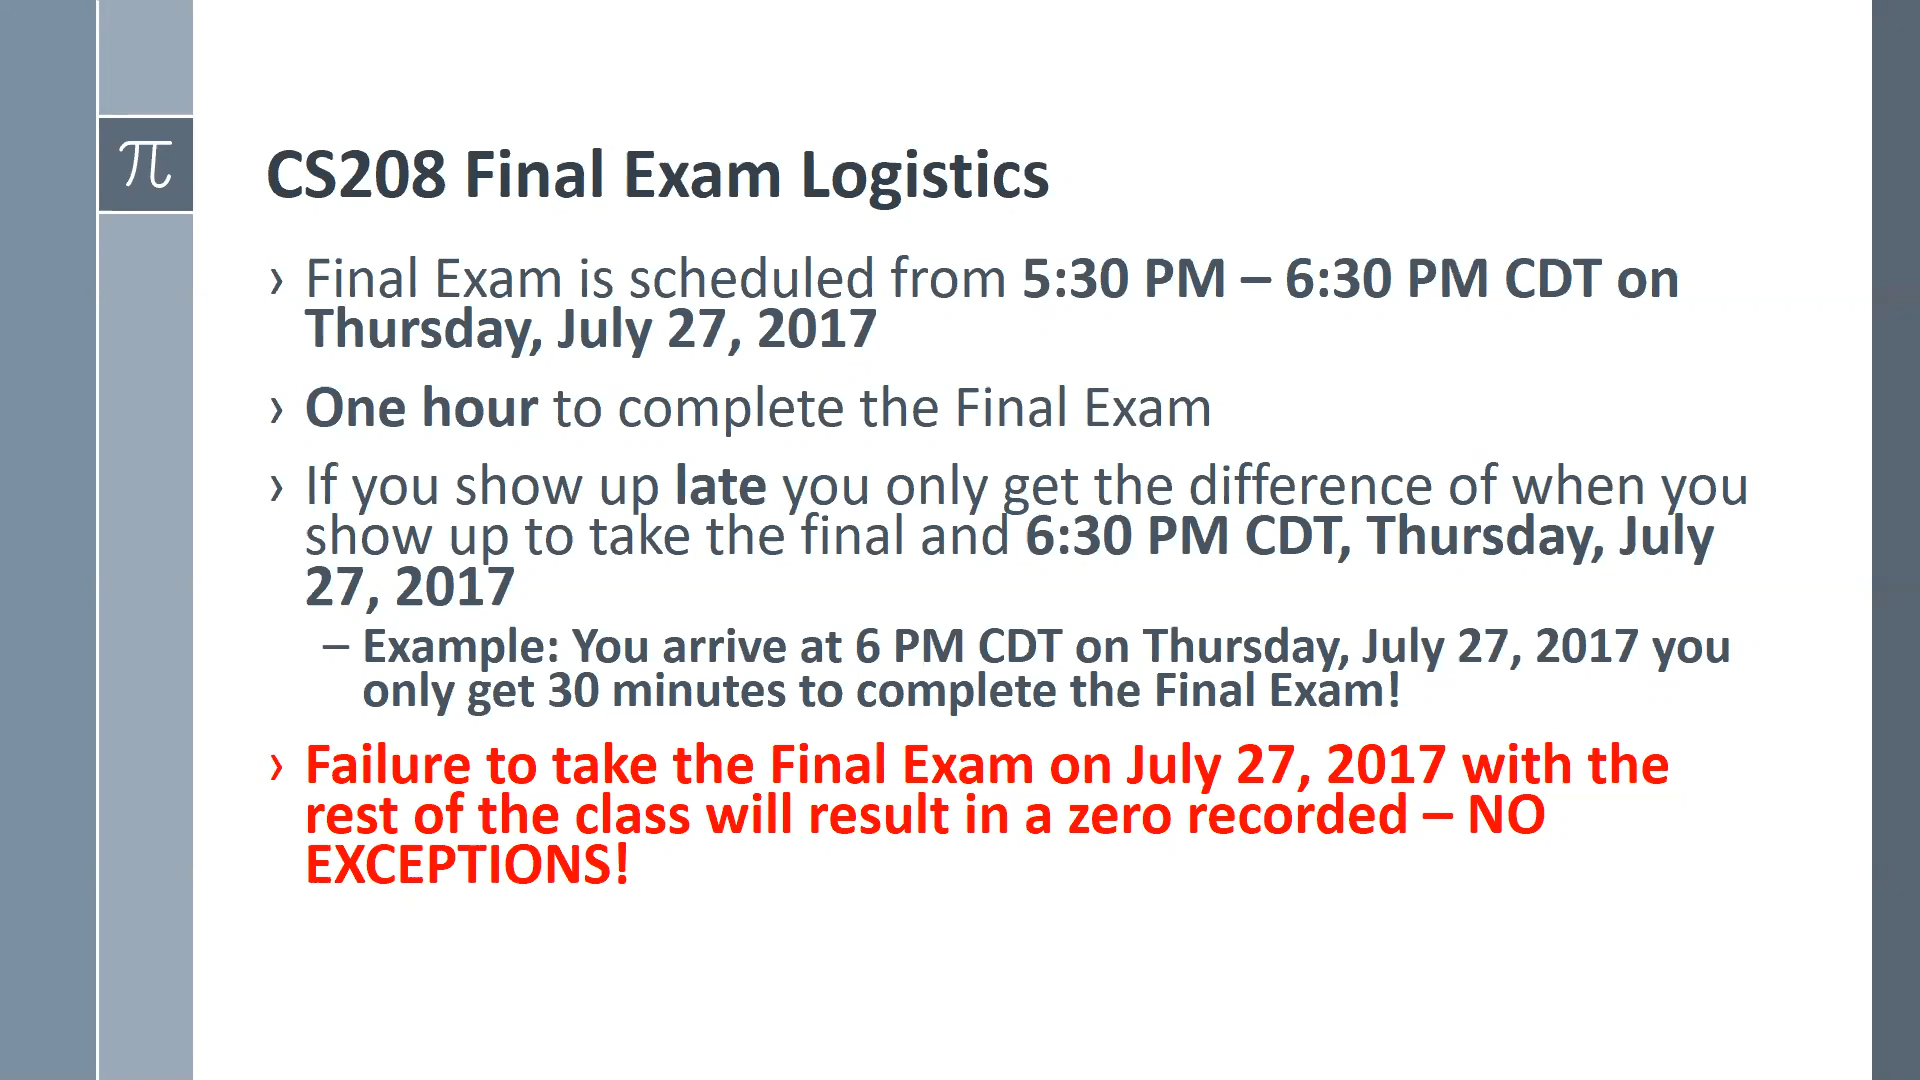 π
CS208 Final Exam Logistics
› Final Exam is scheduled from 5:30 PM – 6:30 PM CDT on
Thursday, July 27, 2017
› One hour to complete the Final Exam
› If you show up late you only get the difference of when you
show up to take the final and 6:30 PM CDT, Thursday, July
27, 2017
– Example: You arrive at 6 PM CDT on Thursday, July 27, 2017 you
only get 30 minutes to complete the Final Exam!
› Failure to take the Final Exam on July 27, 2017 with the
rest of the class will result in a zero recorded – NO
EXCEPTIONS!